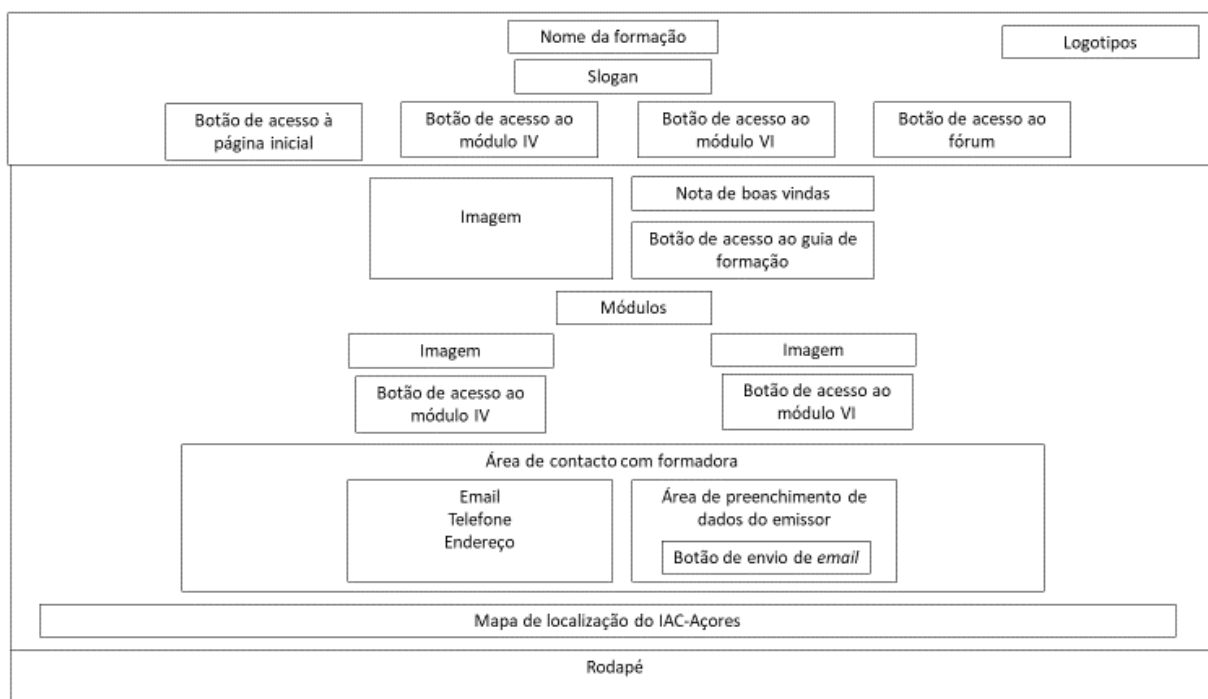 Nome da formação
Logotipos
Slogan
Botão de acesso à
página inicial
Botão de acesso ao
módulo IV
Botão de acesso ao
módulo VI
Botão de acesso ao
fórum
Imagem
Nota de boas vindas
Botão de acesso ao guia de
formação
Módulos
Imagem
Imagem
Botão de acesso ao
módulo IV
Botão de acesso ao
módulo VI
Área de contacto com formadora
Email
Telefone
Endereço
Área de preenchimento de
dados do emissor
Botão de envio de email
Mapa de localização do IAC-Açores
Rodapé